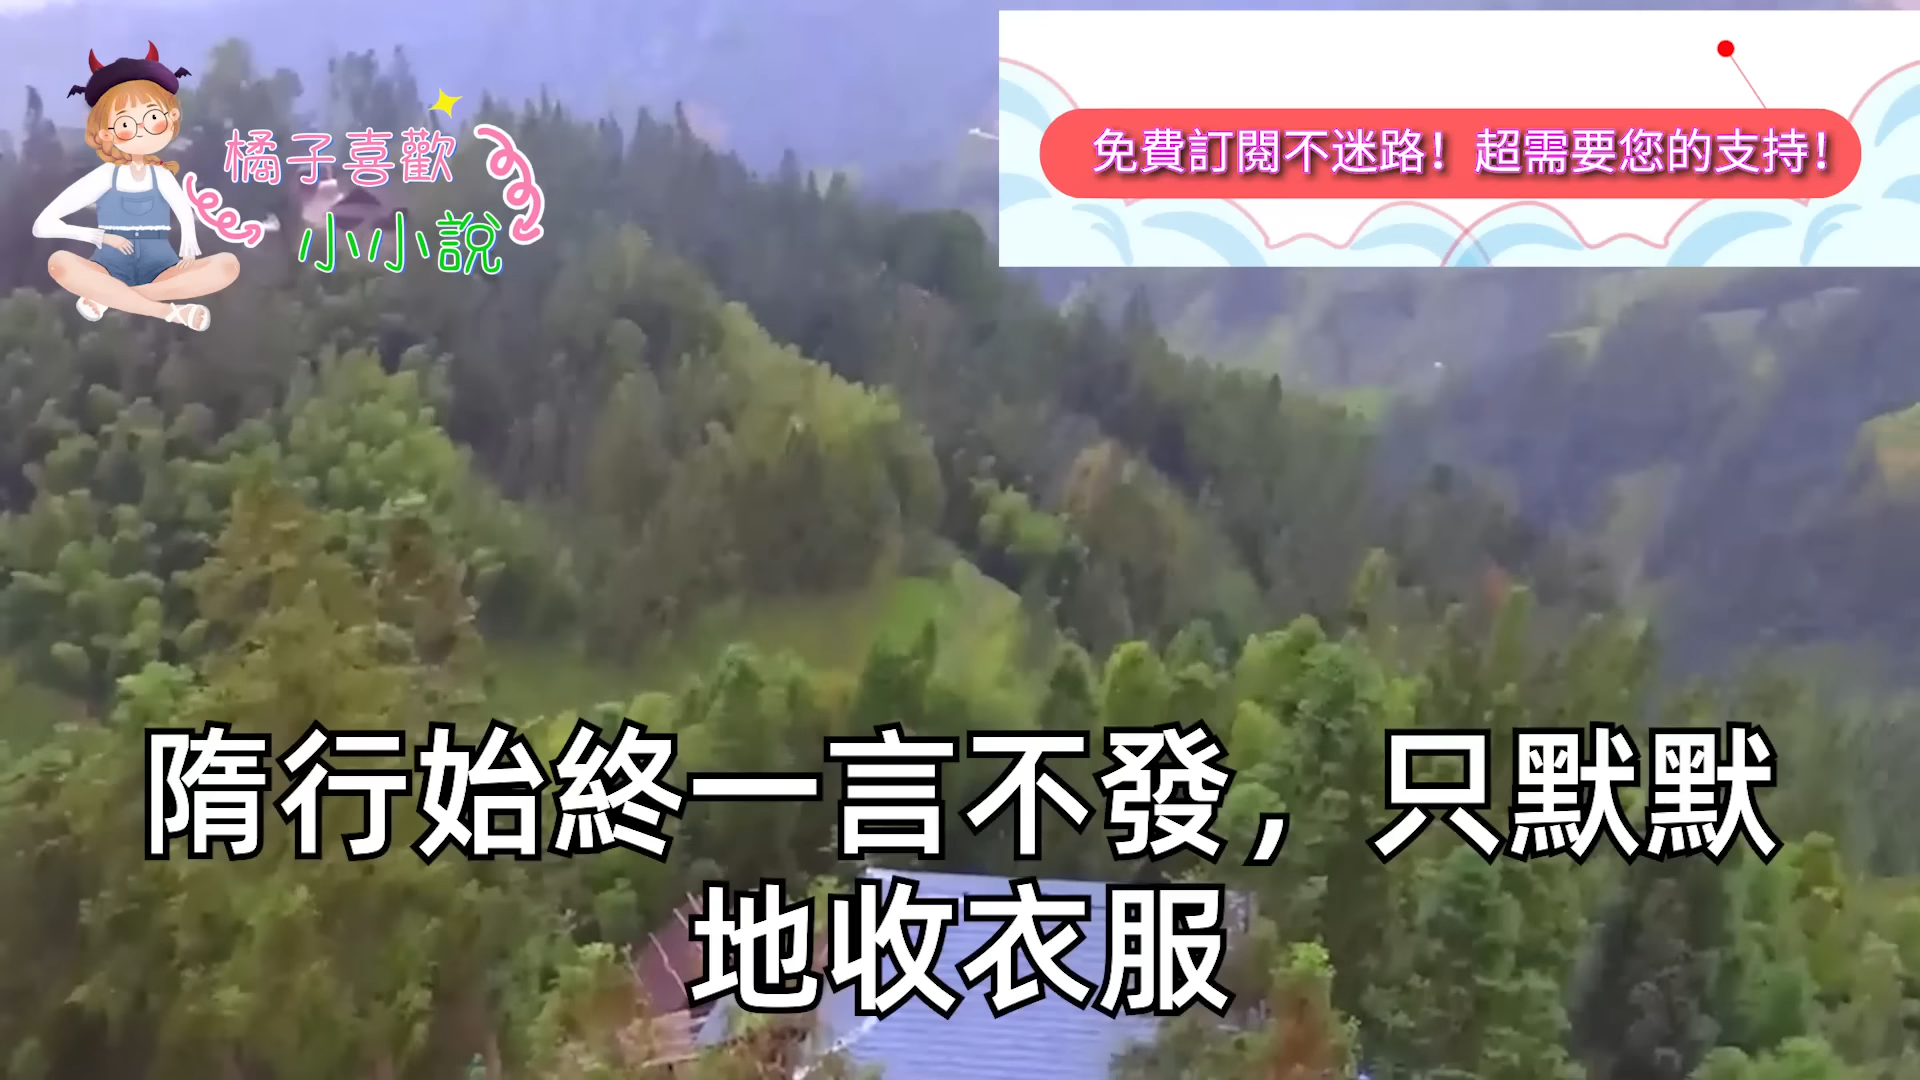 橘子喜歡
小小說
免費訂閱不迷路！超需要您的支持！
隋行始終一言不發，只默默
地收衣服